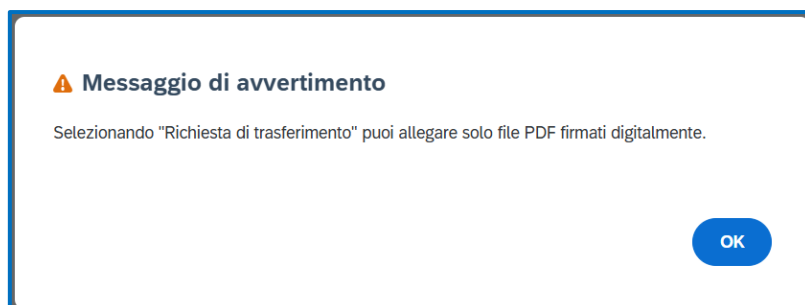 Messaggio di avvertimento
Selezionando "Richiesta di trasferimento" puoi allegare solo file PDF firmati digitalmente.
OK